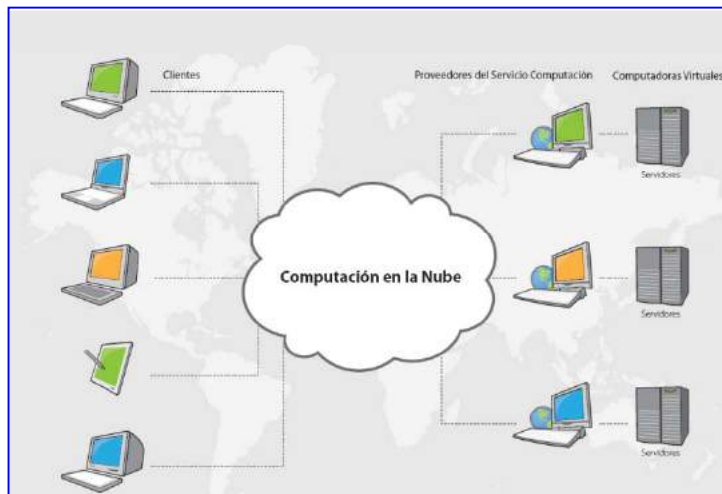 Clientes
Proveedores del Servicio Computación
Computadoras Virtuales
Servidores
Computación en la Nube
Servidores
Servidores